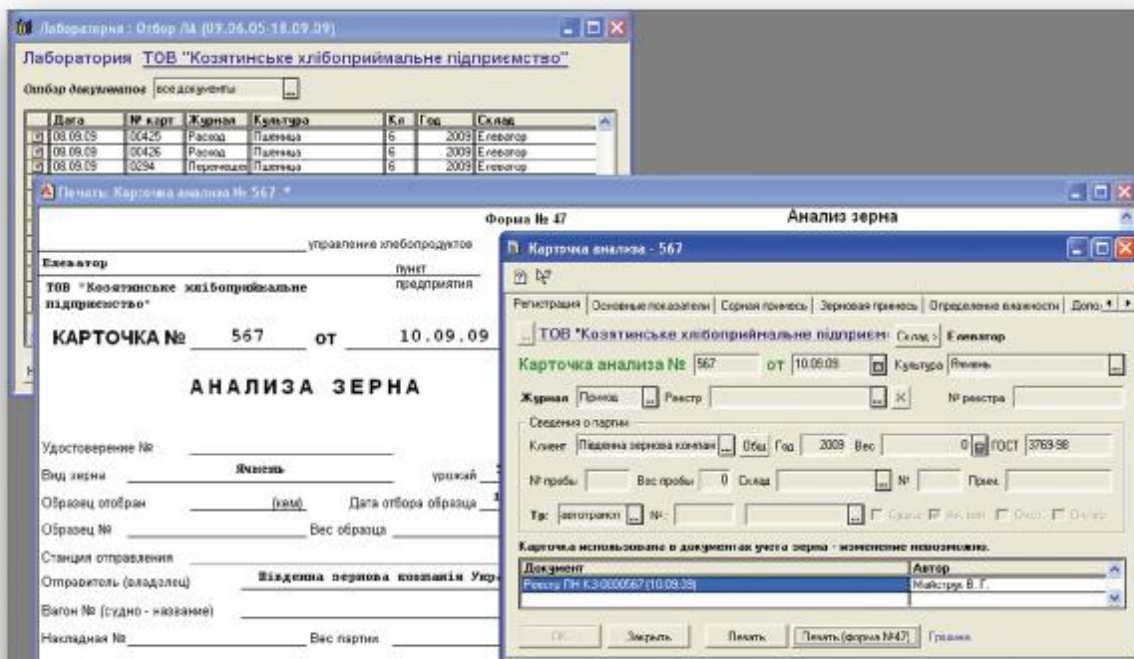 Лаборатория : Отбор ЛА (09.06.05-18.09.09)
Лаборатория ТОВ "Козятинське хлібоприймальне підприємство"
Отбор документов все документы ...
Дата № карт Журнал Культура Кл Год Склад
08.09.09 00425 Расход Пшеница 6 2009 Елеватор
08.09.09 00426 Расход Пшеница 6 2009 Елеватор
08.09.09 0294 Перемещен Пшеница 6 2009 Елеватор
Печать: Карточка анализа № 567 *
Форма № 47 Анализ зерна
управление хлебопродуктов
Елеватор
пункт
предприятия
ТОВ "Козятинське хлібоприймальне
підприємство"
КАРТОЧКА № 567 от 10.09.09
АНАЛИЗА ЗЕРНА
Удостоверение №
Вид зерна Ячмень урожай
Образец отобран (кем) Дата отбора образца
Образец № Вес образца
Станция отправления
Отправитель (владелец) Південна зернова компанія Укра
Вагон № (судно - название)
Накладная № Вес партии
Карточка анализа - 567
Регистрация Основные показатели Сорная примесь Зерновая примесь Определение влажности Допо
... ТОВ "Козятинське хлібоприймальне підприєм Склад > Елеватор
Карточка анализа № 567 от 10.09.09 Культура Ячмень ...
Журнал Приход ... Реестр ... X № реестра
Сведения о партии
Клиент Південна зернова компан ... Общ Год 2009 Вес 0 ГОСТ 3769-98
№ пробы Вес пробы 0 Склад ... № Прим.
Тр: автотранси ... №: ...
Карточка использована в документах учета зерна - изменение невозможно.
Документ Автор
Реестр ПН КЗ-0000567 (10.09.09) Майструк В. Г.
OK Закрыть Печать Печать (форма №47)